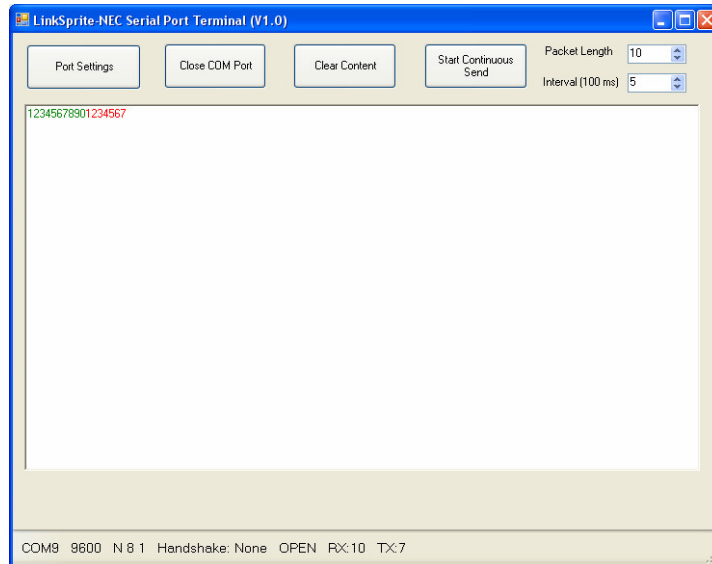 LinkSprite-NEC Serial Port Terminal (V1.0)
Port Settings
Close COM Port
Clear Content
Start Continuous
Send
Packet Length 10
Interval (100 ms) 5
12345678901234567
COM9 9600 N 8 1 Handshake: None OPEN RX:10 TX:7